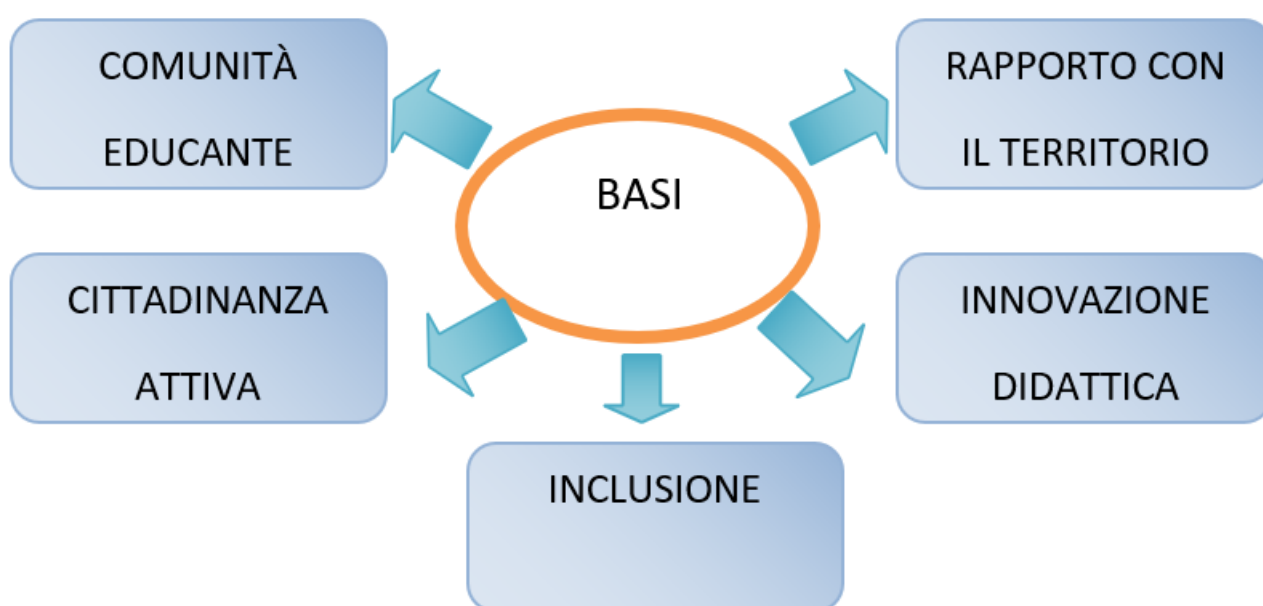 COMUNITÀ
EDUCANTE
RAPPORTO CON
IL TERRITORIO
BASI
CITTADINANZA
ATTIVA
INNOVAZIONE
DIDATTICA
INCLUSIONE